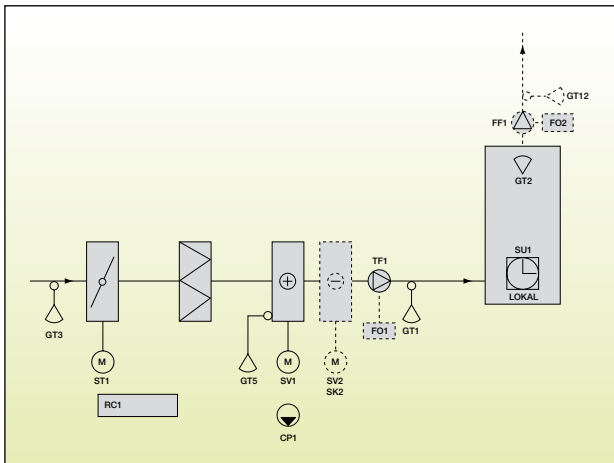 GT12
FF1
FO2
GT2
SU1
LOKAL
TF1
GT3
FO1
GT1
M
M
M
ST1
GT5
SV1
SV2
SK2
RC1
CP1